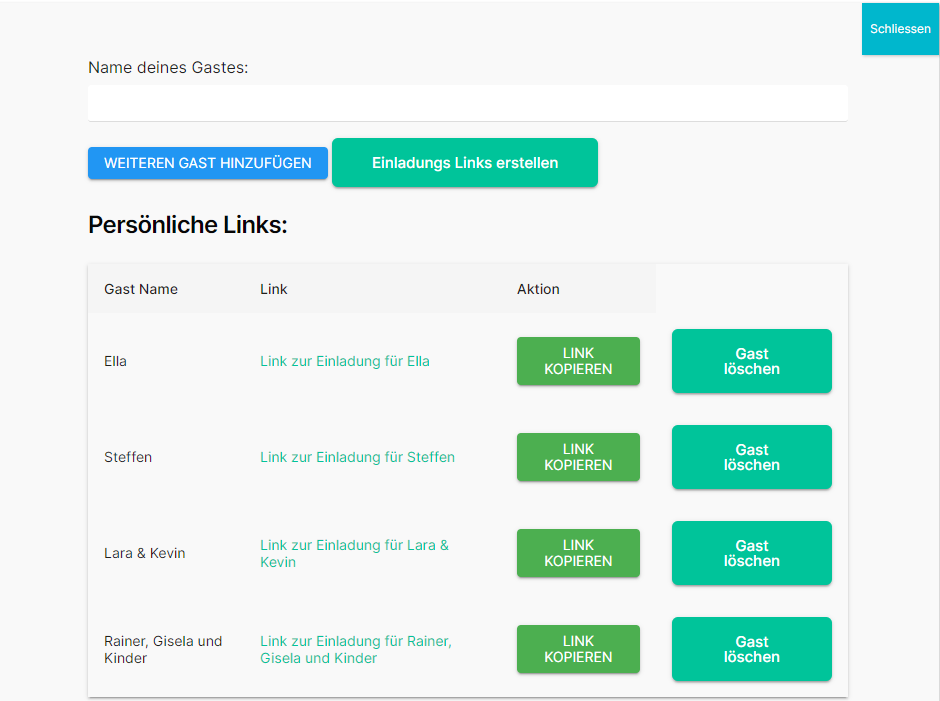 Schliessen
Name deines Gastes:
WEITEREN GAST HINZUFÜGEN
Einladungs Links erstellen
Persönliche Links:
Gast Name
Link
Aktion
Ella
Link zur Einladung für Ella
LINK
KOPIEREN
Gast
löschen
Steffen
Link zur Einladung für Steffen
LINK
KOPIEREN
Gast
löschen
Lara & Kevin
Link zur Einladung für Lara &
Kevin
LINK
KOPIEREN
Gast
löschen
Rainer, Gisela und
Kinder
Link zur Einladung für Rainer,
Gisela und Kinder
LINK
KOPIEREN
Gast
löschen